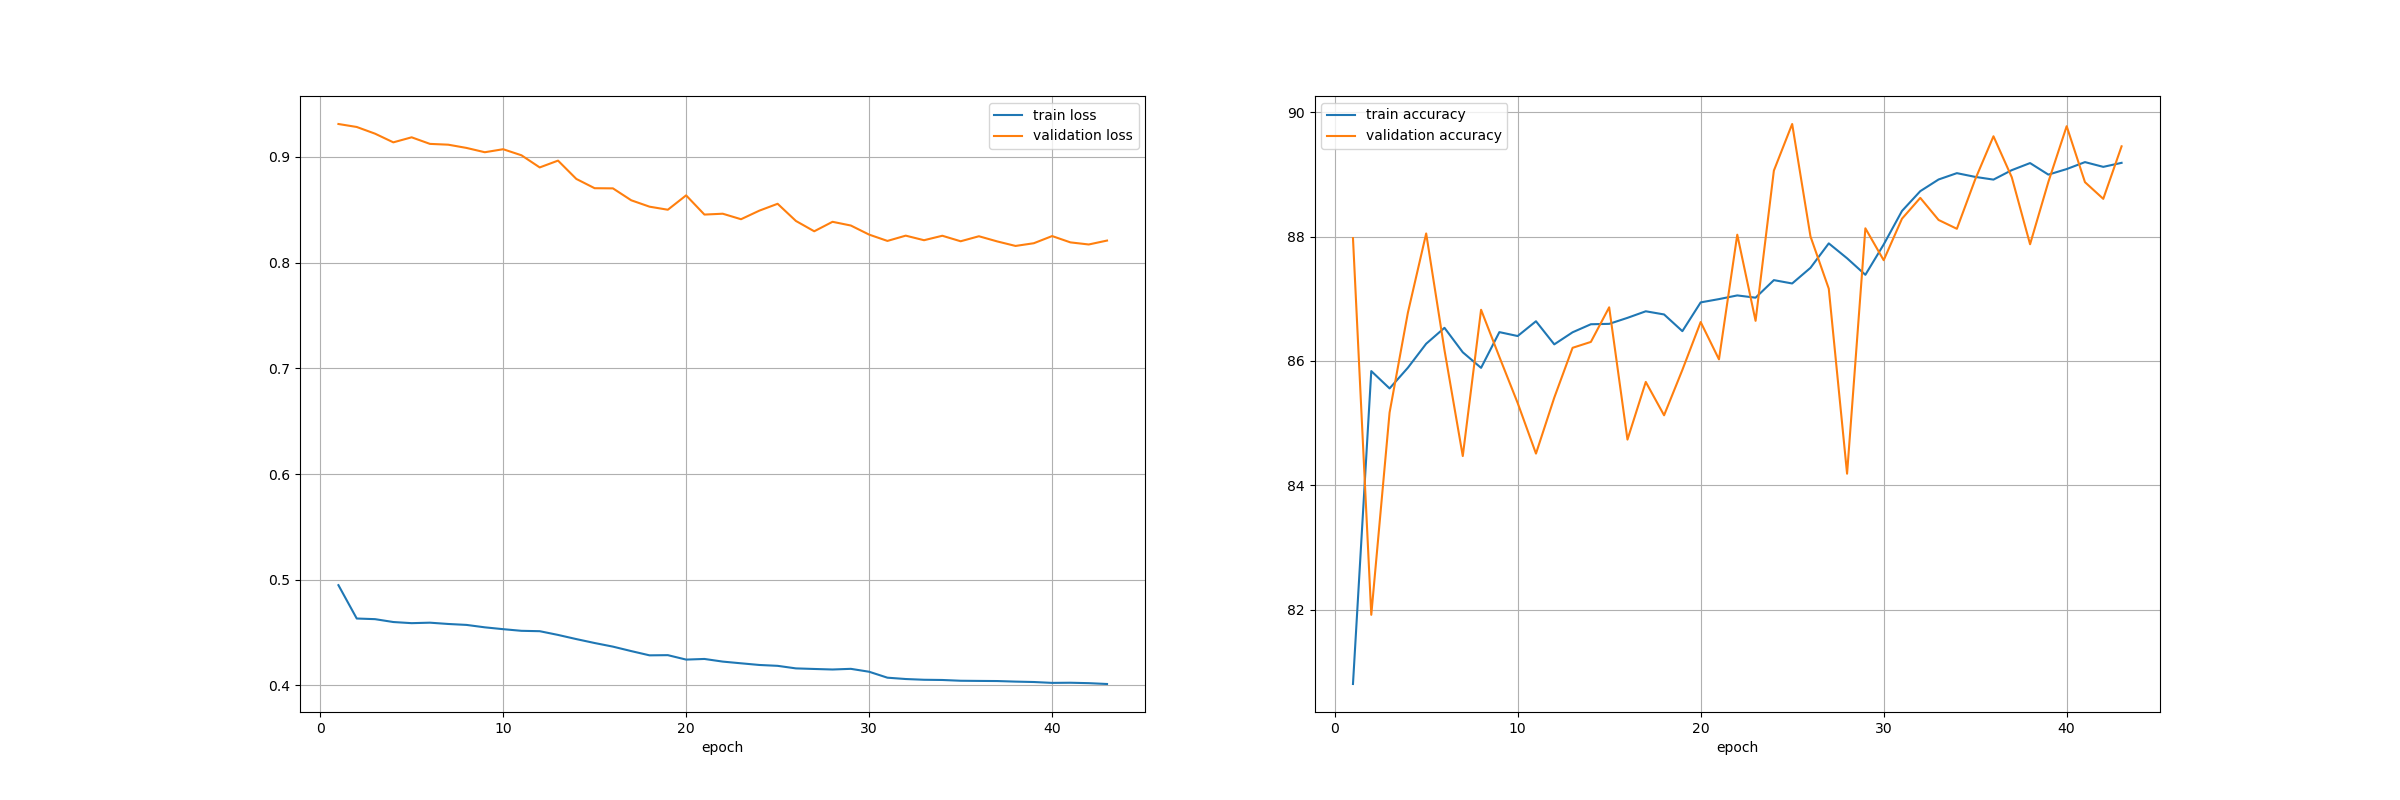 train loss
validation loss
0.9
0.8
0.7
0.6
0.5
0.4
0 10 20 30 40
epoch
train accuracy
validation accuracy
90
88
86
84
82
0 10 20 30 40
epoch